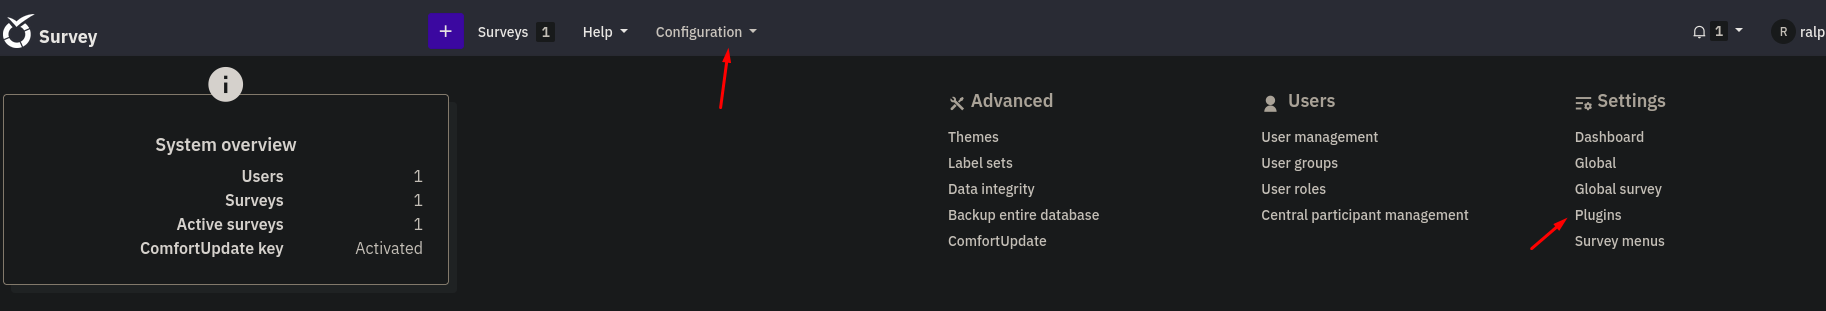 Survey
+ Surveys 1 Help Configuration
1 R ralp
i
System overview
Users 1
Surveys 1
Active surveys 1
ComfortUpdate key Activated
Advanced
Themes
Label sets
Data integrity
Backup entire database
ComfortUpdate
Users
User management
User groups
User roles
Central participant management
Settings
Dashboard
Global
Global survey
Plugins
Survey menus